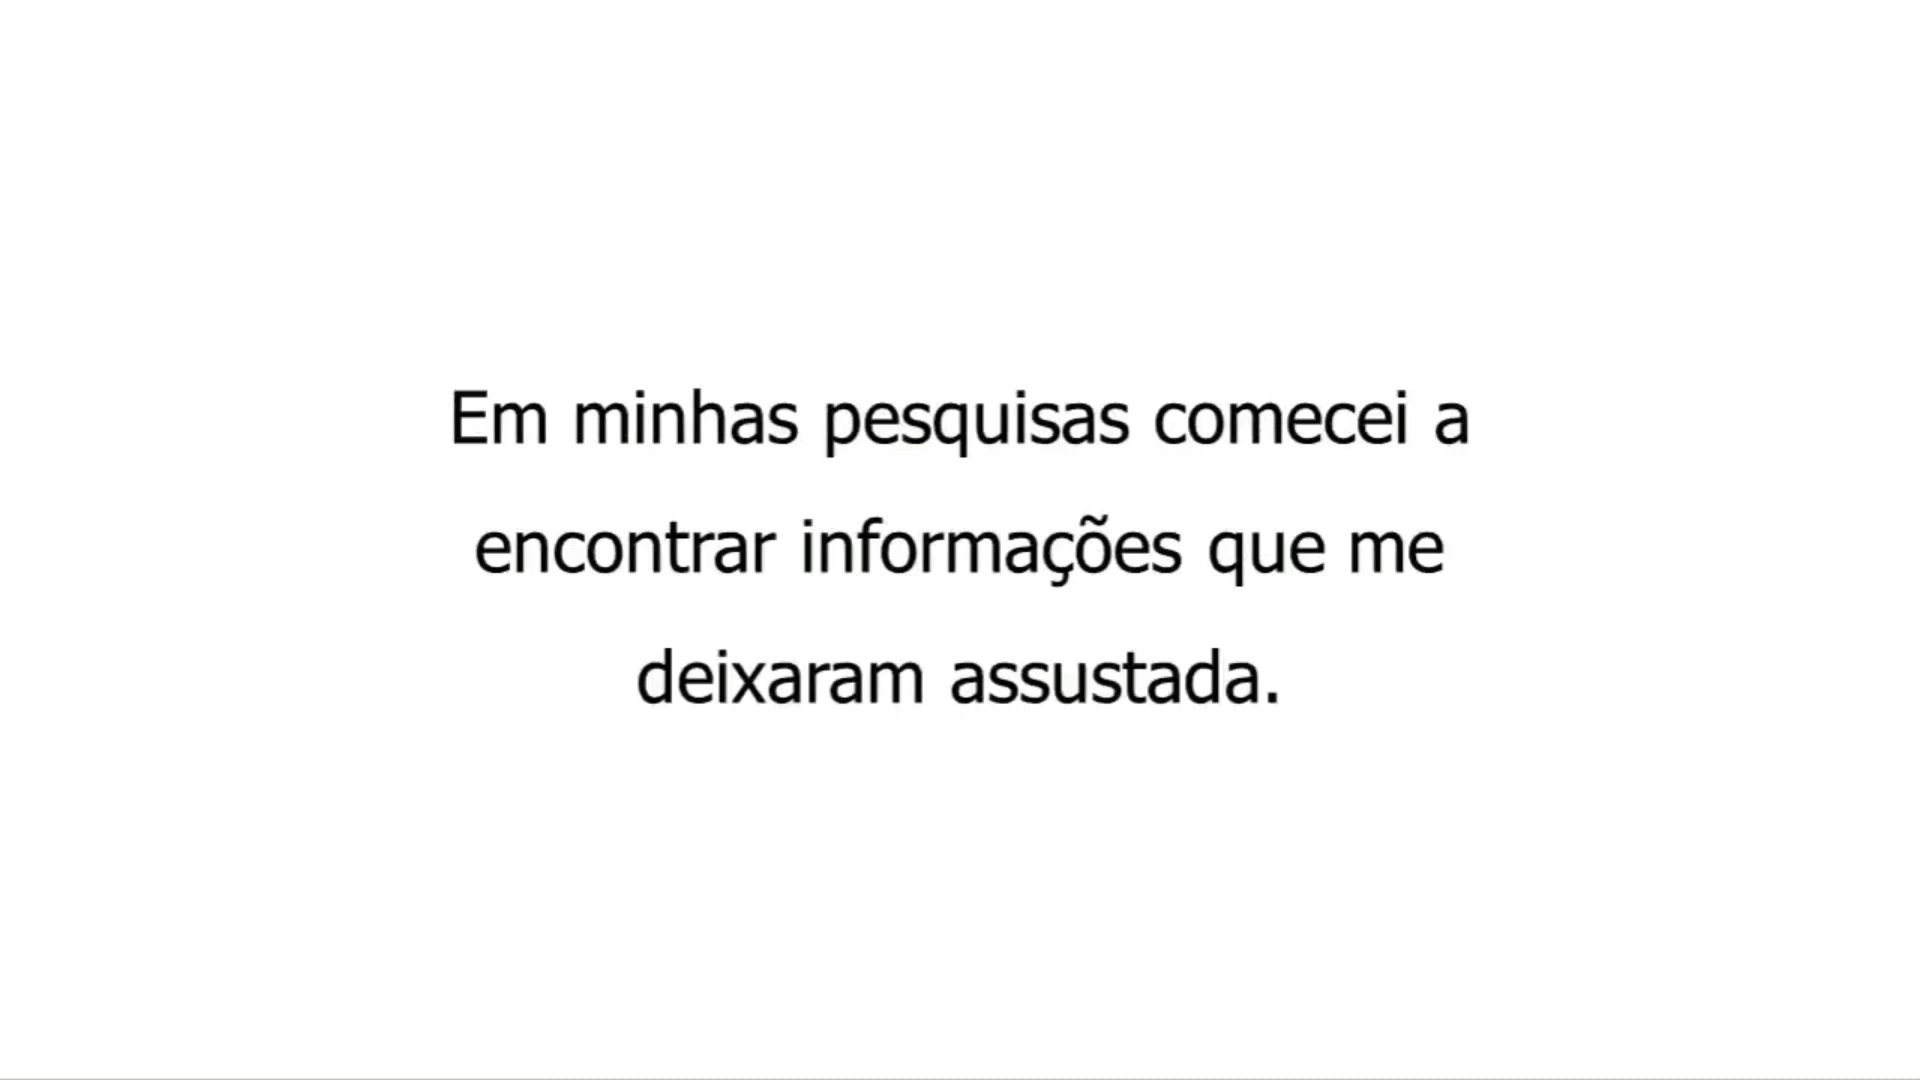 Em minhas pesquisas comecei a
encontrar informações que me
deixaram assustada.